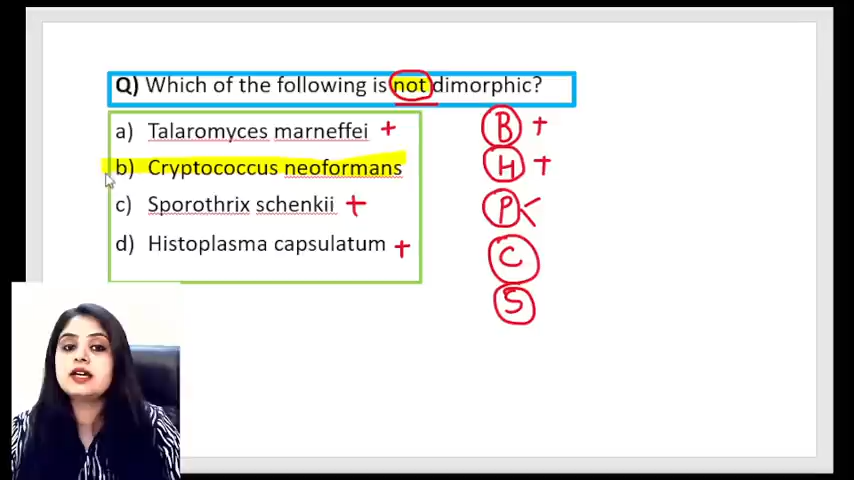 Q) Which of the following is not dimorphic?
a) Talaromyces marneffei +
b) Cryptococcus neoformans
c) Sporothrix schenkii +
d) Histoplasma capsulatum +
B +
H +
P <
C
S